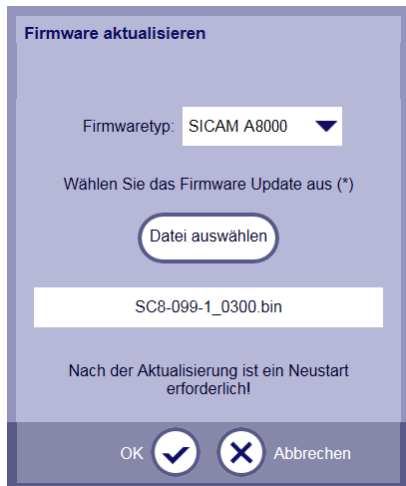 Firmware aktualisieren
Firmwaretyp: SICAM A8000
Wählen Sie das Firmware Update aus (*)
Datei auswählen
SC8-099-1_0300.bin
Nach der Aktualisierung ist ein Neustart
erforderlich!
OK Abbrechen